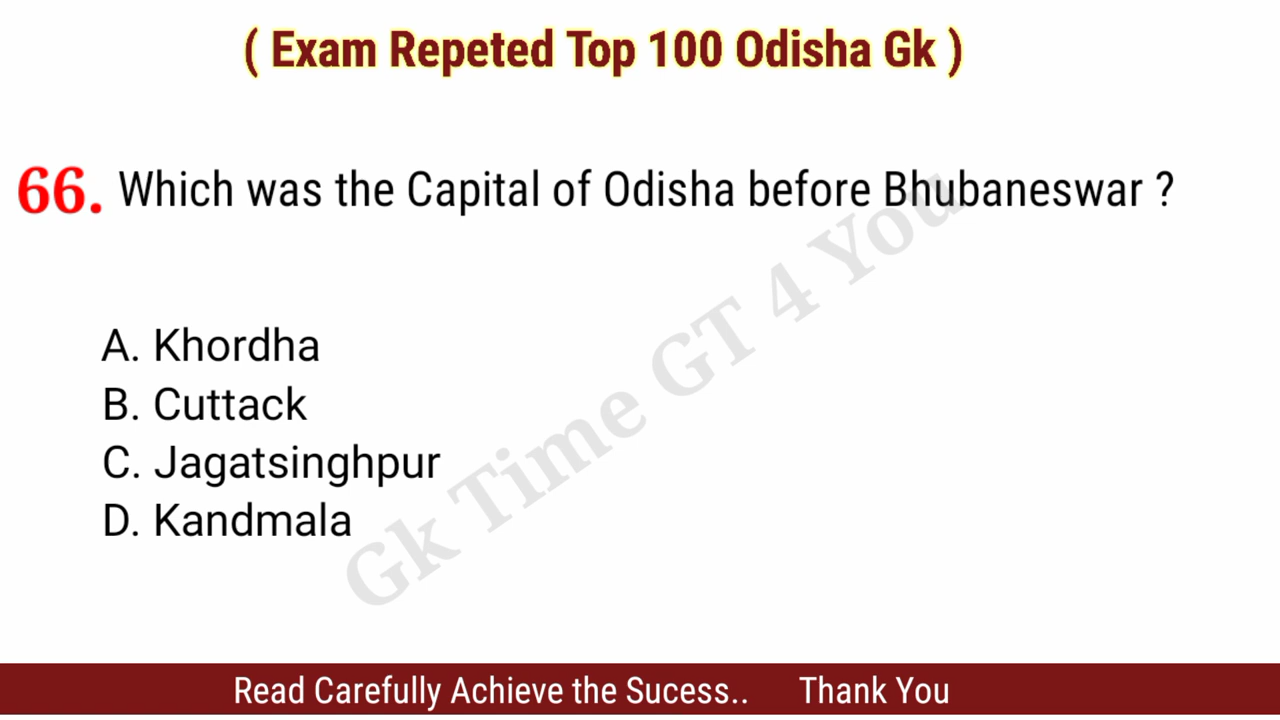 ( Exam Repeted Top 100 Odisha Gk )
66. Which was the Capital of Odisha before Bhubaneswar ?
A. Khordha
B. Cuttack
C. Jagatsinghpur
D. Kandmala
Gk Time GT 4 You
Read Carefully Achieve the Sucess.. Thank You